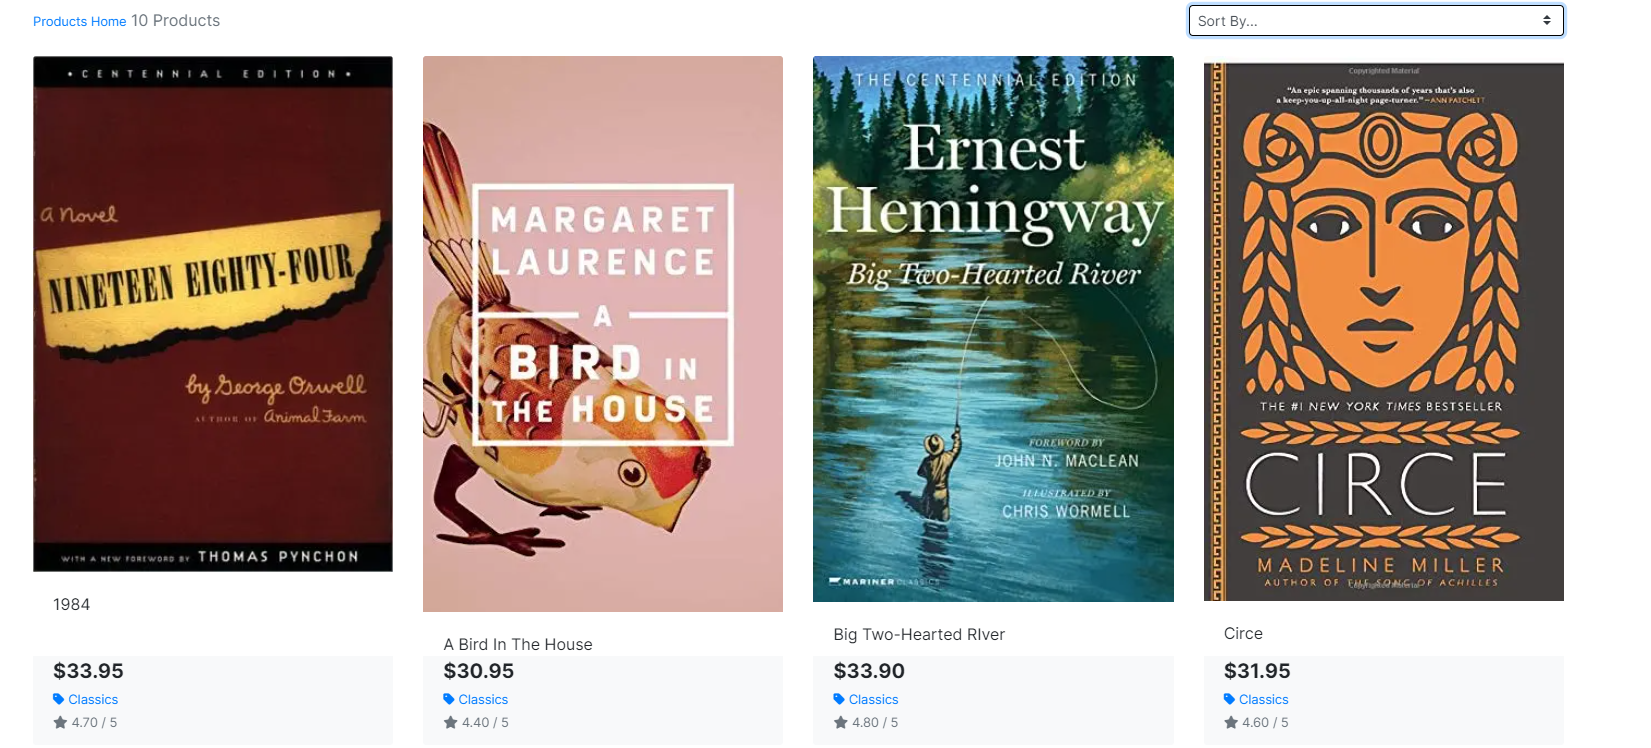 Products Home 10 Products
Sort By...
• CENTENNIAL EDITION •
a Novel
NINETEEN EIGHTY-FOUR
by George Orwell
AUTHOR OF Animal Farm
WITH A NEW FOREWORD BY THOMAS PYNCHON
1984
$33.95
Classics
4.70 / 5
MARGARET
LAURENCE
A
BIRD IN
THE HOUSE
A Bird In The House
$30.95
Classics
4.40 / 5
THE CENTENNIAL EDITION
Ernest
Hemingway
Big Two-Hearted River
FOREWORD BY
JOHN N. MACLEAN
ILLUSTRATED BY
CHRIS WORMELL
MARINER CLASSICS
Big Two-Hearted RIver
$33.90
Classics
4.80 / 5
Copyrighted Material
"An epic spanning thousands of years that's also
a keep-you-up-all-night page-turner." —ANN PATCHETT
THE #1 NEW YORK TIMES BESTSELLER
CIRCE
MADELINE MILLER
AUTHOR OF THE SONG OF ACHILLES
Copyrighted Material
Circe
$31.95
Classics
4.60 / 5